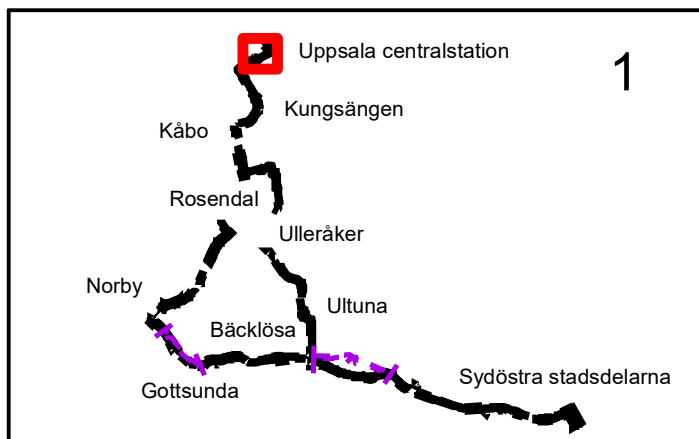 Uppsala centralstation
1
Kungsängen
Kåbo
Rosendal
Ulleråker
Norby
Ultuna
Bäcklösa
Sydöstra stadsdelarna
Gottsunda